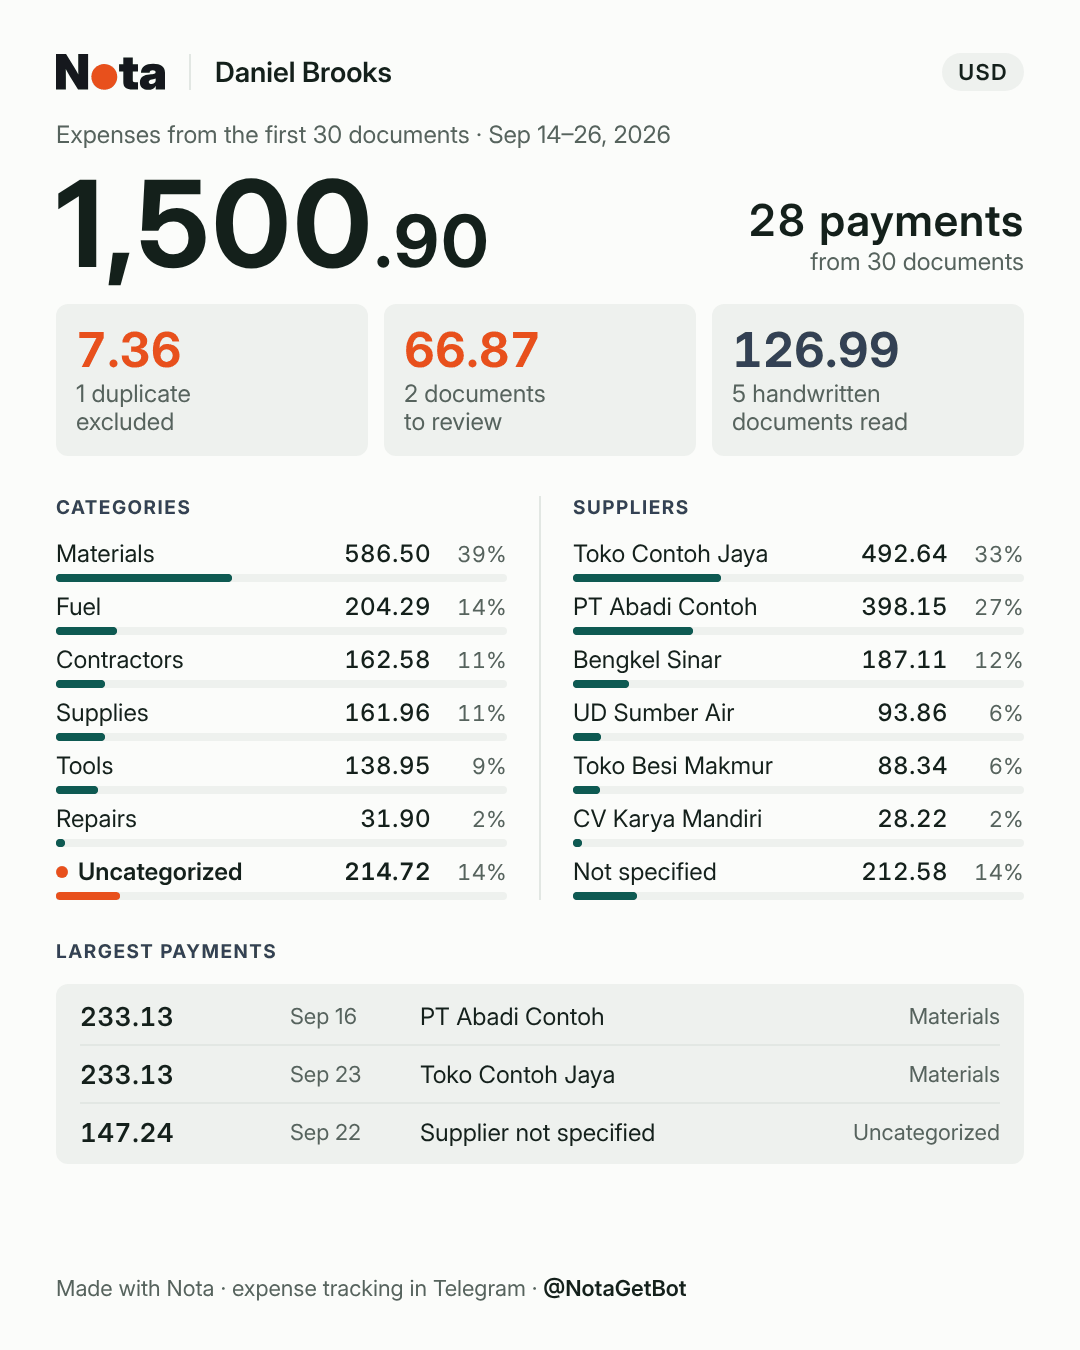 Nota
Daniel Brooks
USD
Expenses from the first 30 documents · Sep 14–26, 2026
1,500.90
28 payments
from 30 documents
7.36
1 duplicate
excluded
66.87
2 documents
to review
126.99
5 handwritten
documents read
CATEGORIES
Materials 586.50 39%
Fuel 204.29 14%
Contractors 162.58 11%
Supplies 161.96 11%
Tools 138.95 9%
Repairs 31.90 2%
Uncategorized 214.72 14%
SUPPLIERS
Toko Contoh Jaya 492.64 33%
PT Abadi Contoh 398.15 27%
Bengkel Sinar 187.11 12%
UD Sumber Air 93.86 6%
Toko Besi Makmur 88.34 6%
CV Karya Mandiri 28.22 2%
Not specified 212.58 14%
LARGEST PAYMENTS
233.13 Sep 16 PT Abadi Contoh Materials
233.13 Sep 23 Toko Contoh Jaya Materials
147.24 Sep 22 Supplier not specified Uncategorized
Made with Nota · expense tracking in Telegram · @NotaGetBot